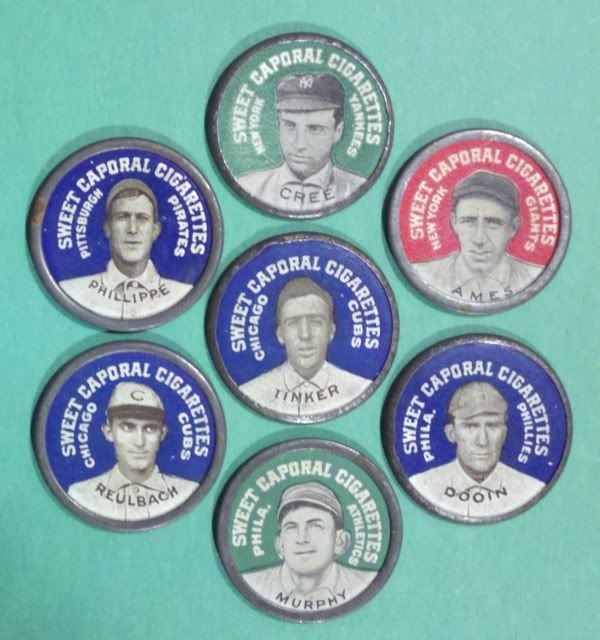 SWEET CAPORAL CIGARETTES
NEW YORK YANKEES
NY
CREE
SWEET CAPORAL CIGARETTES
PITTSBURGH PIRATES
PHILLIPPE
SWEET CAPORAL CIGARETTES
NEW YORK GIANTS
AMES
SWEET CAPORAL CIGARETTES
CHICAGO CUBS
TINKER
SWEET CAPORAL CIGARETTES
CHICAGO CUBS
C
REULBACH
SWEET CAPORAL CIGARETTES
PHILA. PHILLIES
DOOIN
SWEET CAPORAL CIGARETTES
PHILA. ATHLETICS
MURPHY